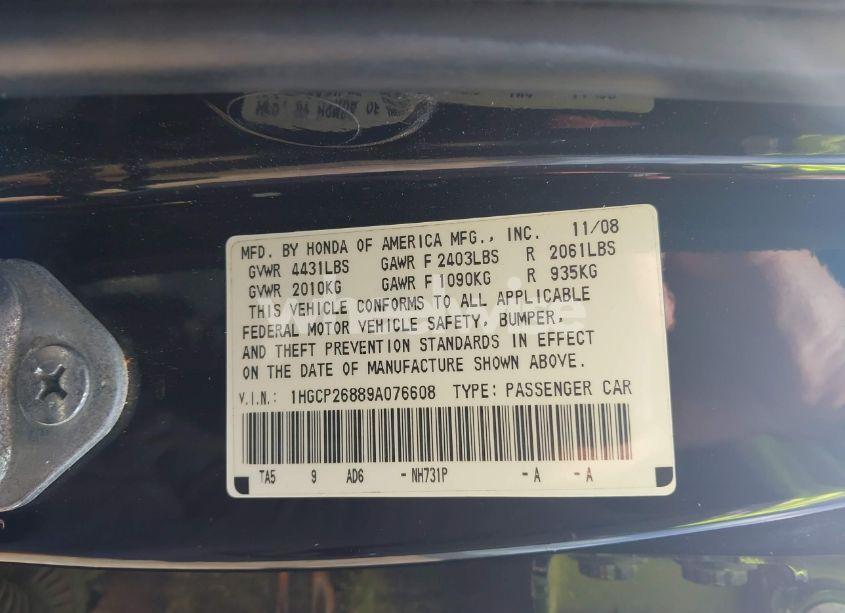 MFD. BY HONDA OF AMERICA MFG., INC. 11/08
GVWR 4431LBS GAWR F 2403LBS R 2061LBS
GVWR 2010KG GAWR F 1090KG R 935KG
THIS VEHICLE CONFORMS TO ALL APPLICABLE
FEDERAL MOTOR VEHICLE SAFETY, BUMPER,
AND THEFT PREVENTION STANDARDS IN EFFECT
ON THE DATE OF MANUFACTURE SHOWN ABOVE.
V.I.N.: 1HGCP26889A076608 TYPE: PASSENGER CAR
TA5 9 AD6 -NH731P -A -A